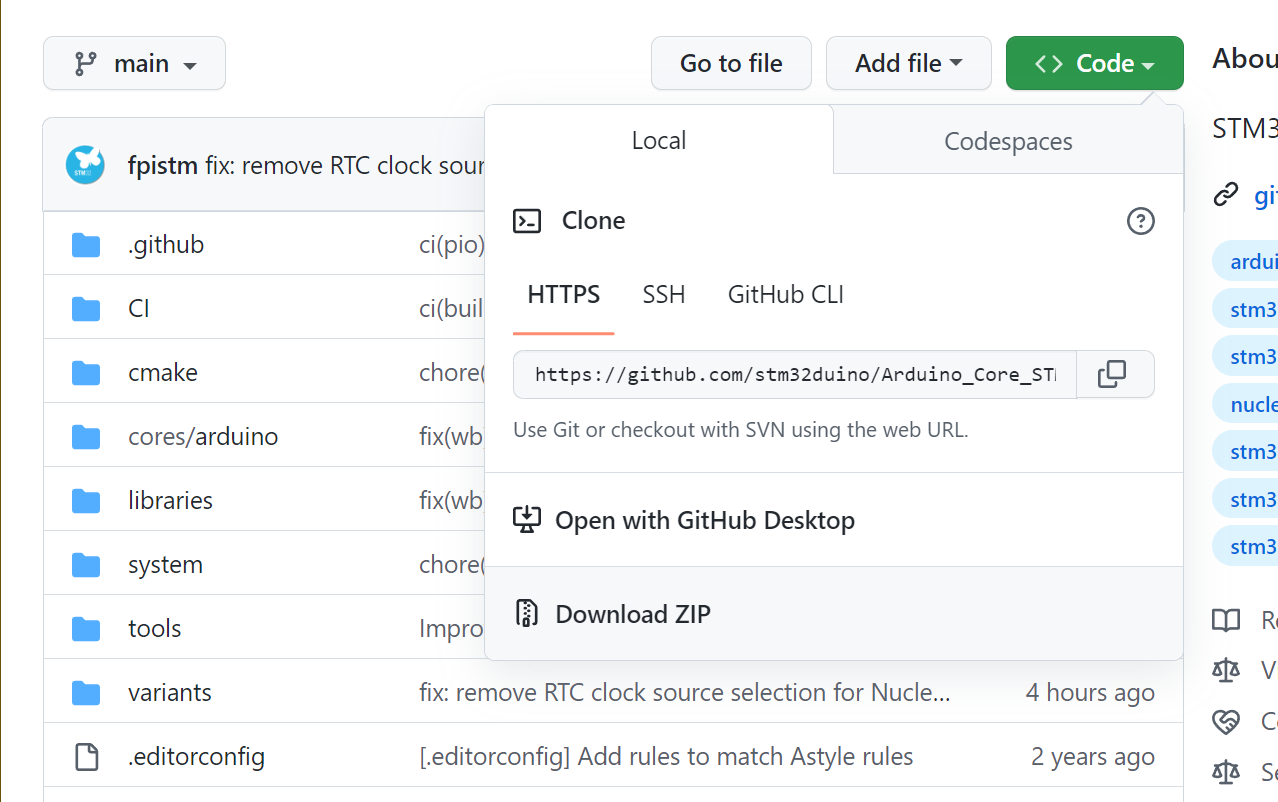 main
Go to file
Add file
Code
fpistm fix: remove RTC clock sour
.github ci(pio)
CI ci(buil
cmake chore(
cores/arduino fix(wb
libraries fix(wb
system chore(
tools Impro
variants fix: remove RTC clock source selection for Nucle... 4 hours ago
.editorconfig [.editorconfig] Add rules to match Astyle rules 2 years ago
Local
Codespaces
Clone
HTTPS SSH GitHub CLI
https://github.com/stm32duino/Arduino_Core_ST
Use Git or checkout with SVN using the web URL.
Open with GitHub Desktop
Download ZIP
Abou
STM3
gi
ardui
stm3
stm3
nucle
stm3
stm3
stm3
R
V
C
Se